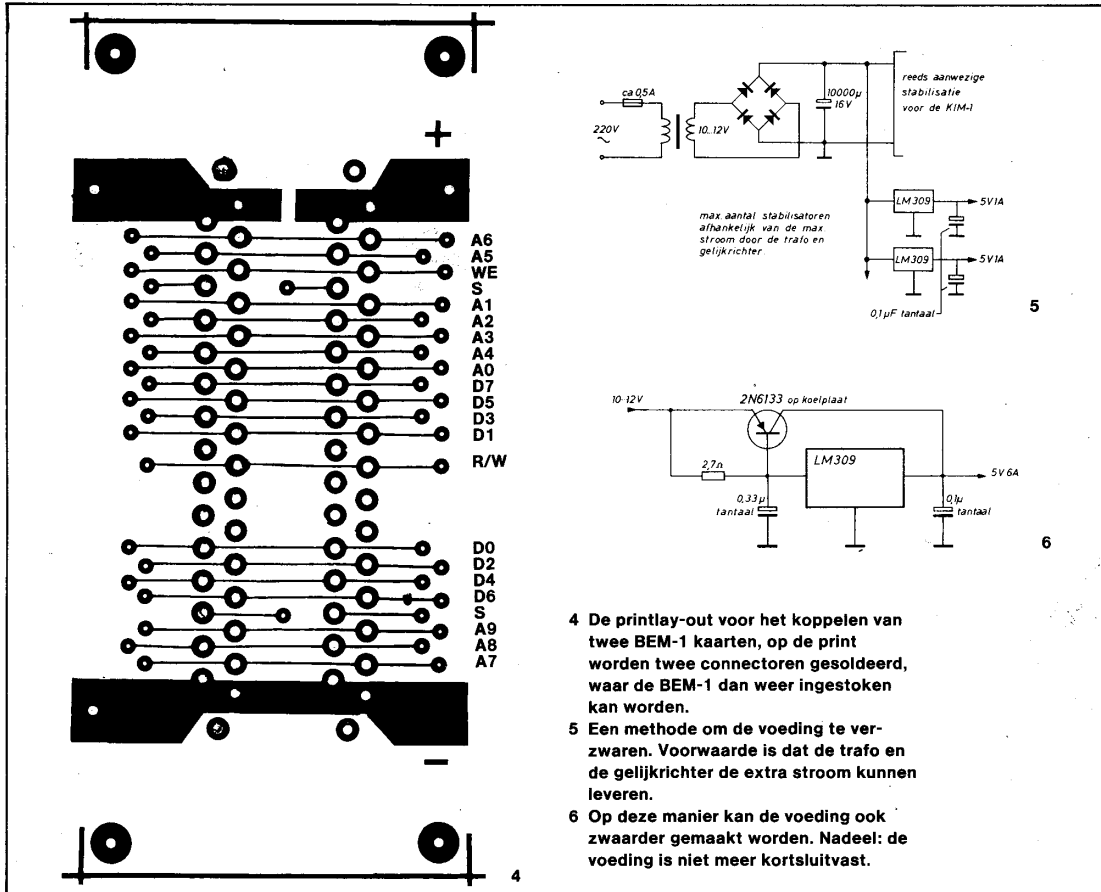 +
A6
A5
WE
S
A1
A2
A3
A4
A0
D7
D5
D3
D1
R/W
D0
D2
D4
D6
S
A9
A8
A7
−
4
ca 0,5A
220V
~
10...12V
10000µ
16V
reeds aanwezige
stabilisatie
voor de KIM-1
max. aantal stabilisatoren
afhankelijk van de max.
stroom door de trafo en
gelijkrichter
LM309
5V1A
LM309
5V1A
0,1µF tantaal
5
10-12V
2N6133 op koelplaat
2,7Ω
LM309
5V 6A
0,33µ
tantaal
0,1µ
tantaal
6
4 De printlay-out voor het koppelen van
twee BEM-1 kaarten, op de print
worden twee connectoren gesoldeerd,
waar de BEM-1 dan weer ingestoken
kan worden.
5 Een methode om de voeding te ver-
zwaren. Voorwaarde is dat de trafo en
de gelijkrichter de extra stroom kunnen
leveren.
6 Op deze manier kan de voeding ook
zwaarder gemaakt worden. Nadeel: de
voeding is niet meer kortsluitvast.